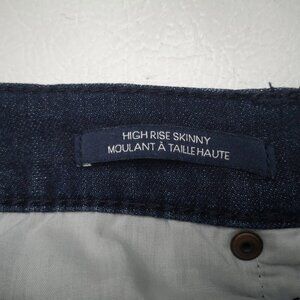 HIGH RISE SKINNY
MOULANT À TAILLE HAUTE